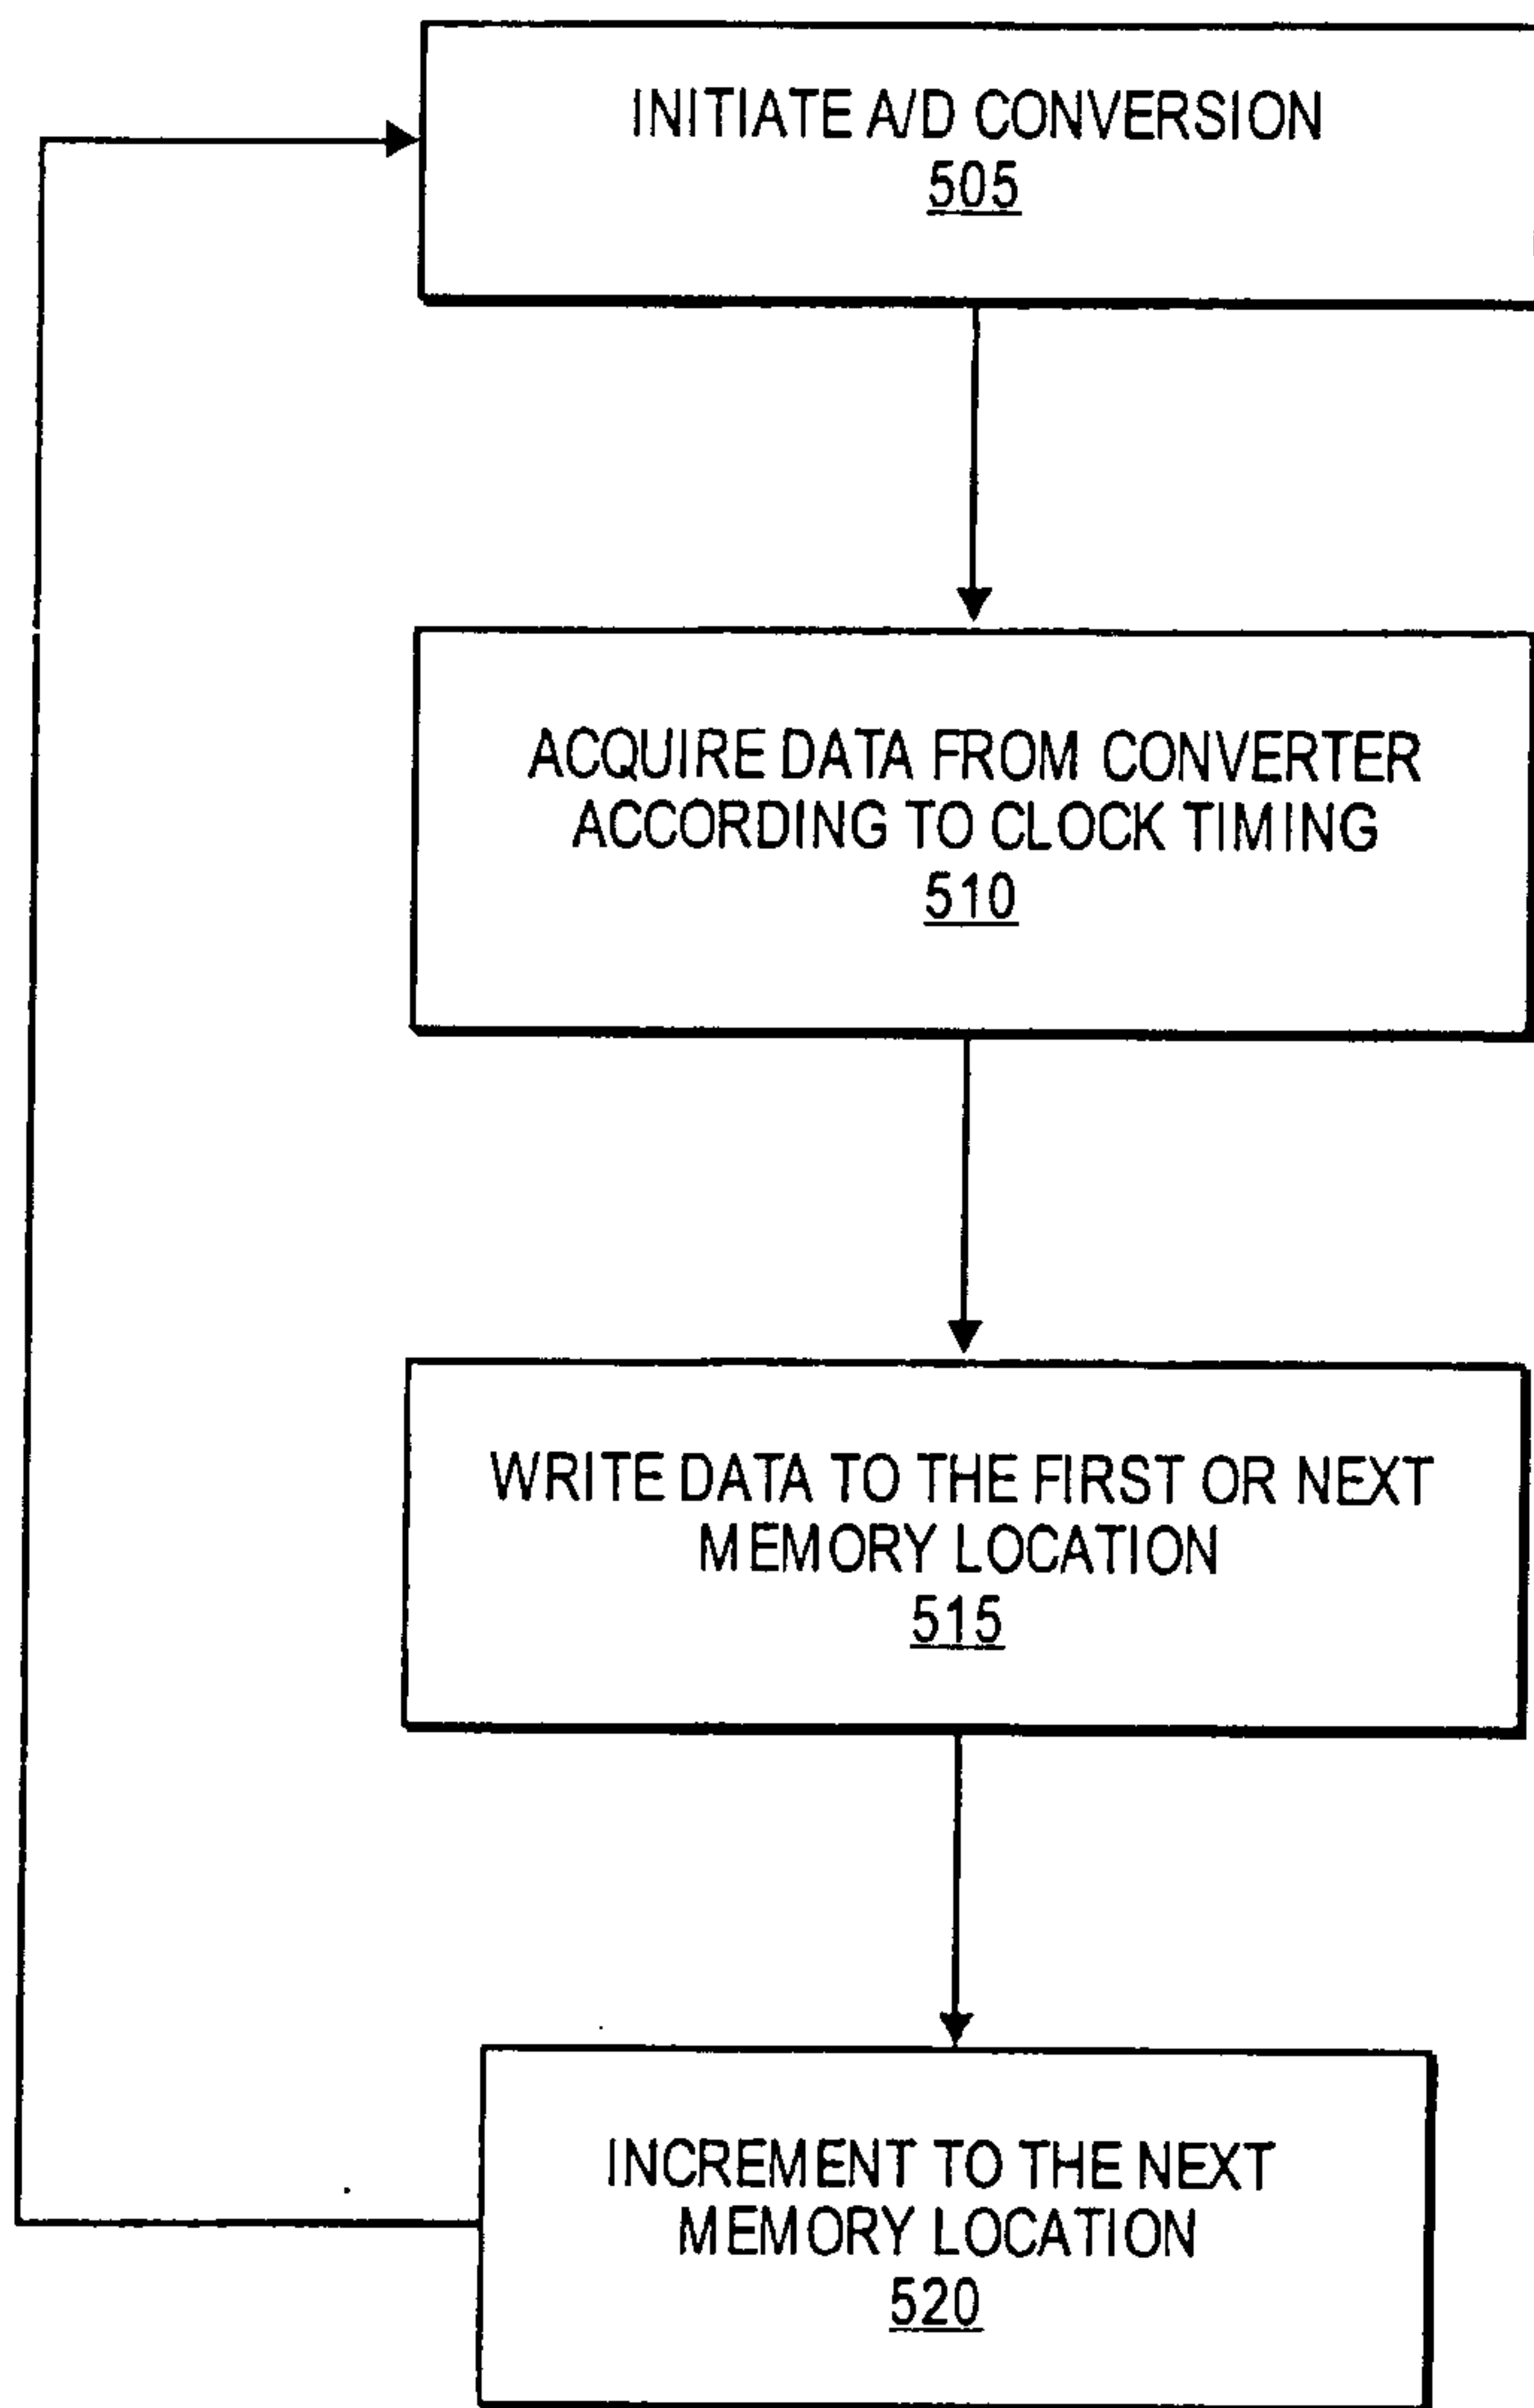 INITIATE A/D CONVERSION
505
ACQUIRE DATA FROM CONVERTER
ACCORDING TO CLOCK TIMING
510
WRITE DATA TO THE FIRST OR NEXT
MEMORY LOCATION
515
INCREMENT TO THE NEXT
MEMORY LOCATION
520